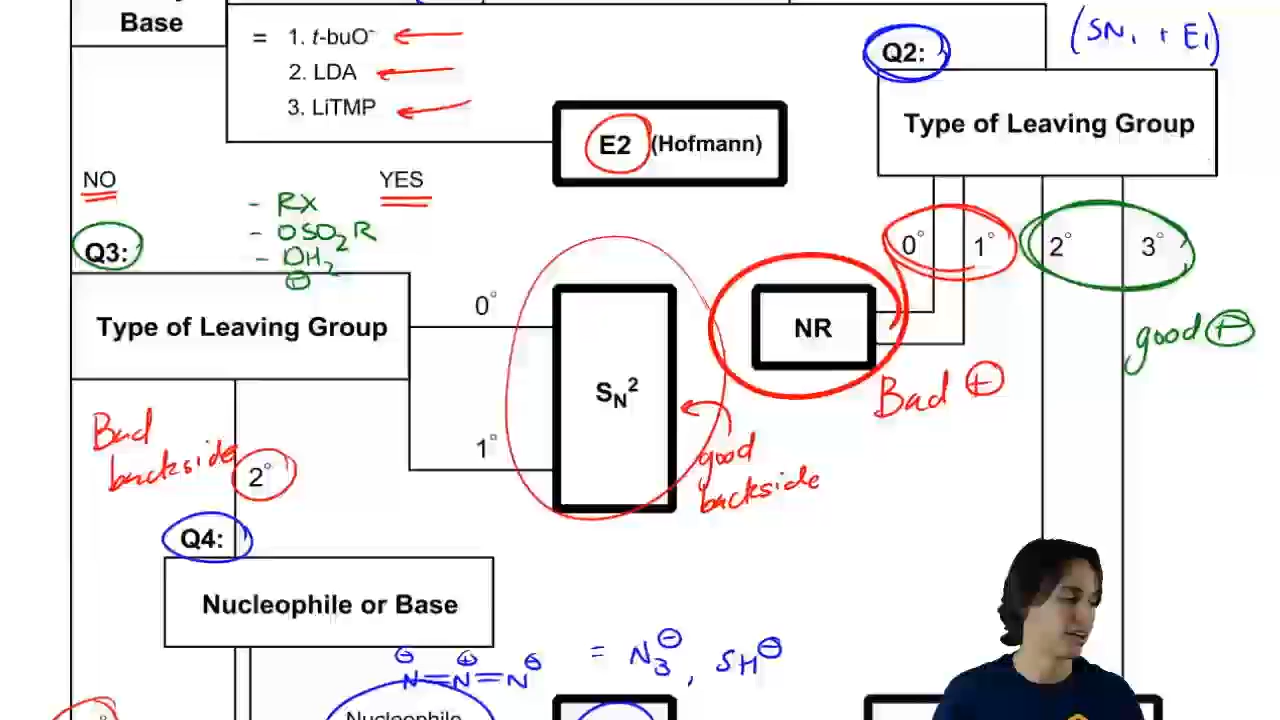 Base
= 1. t-buO⁻
2. LDA
3. LiTMP
E2 (Hofmann)
Q2:
(SN₁ + E₁)
Type of Leaving Group
NO
YES
- RX
- OSO₂R
- OH₂
⊕
0°
1°
2°
3°
NR
good ⊕
Bad ⊕
Q3:
Type of Leaving Group
0°
1°
SN²
good
backside
Bad
backside
2°
Q4:
Nucleophile or Base
⊖ ⊕ ⊖
N=N=N = N₃⊖, SH⊖
Nucleophile